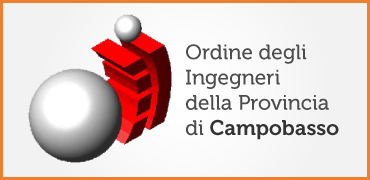 Ordine degli
Ingegneri
della Provincia
di Campobasso